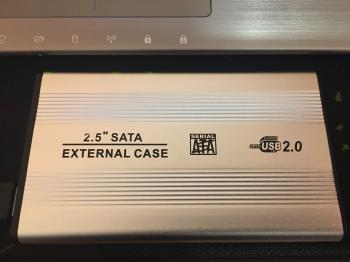 2.5" SATA
EXTERNAL CASE
SERIAL
ATA
USB 2.0